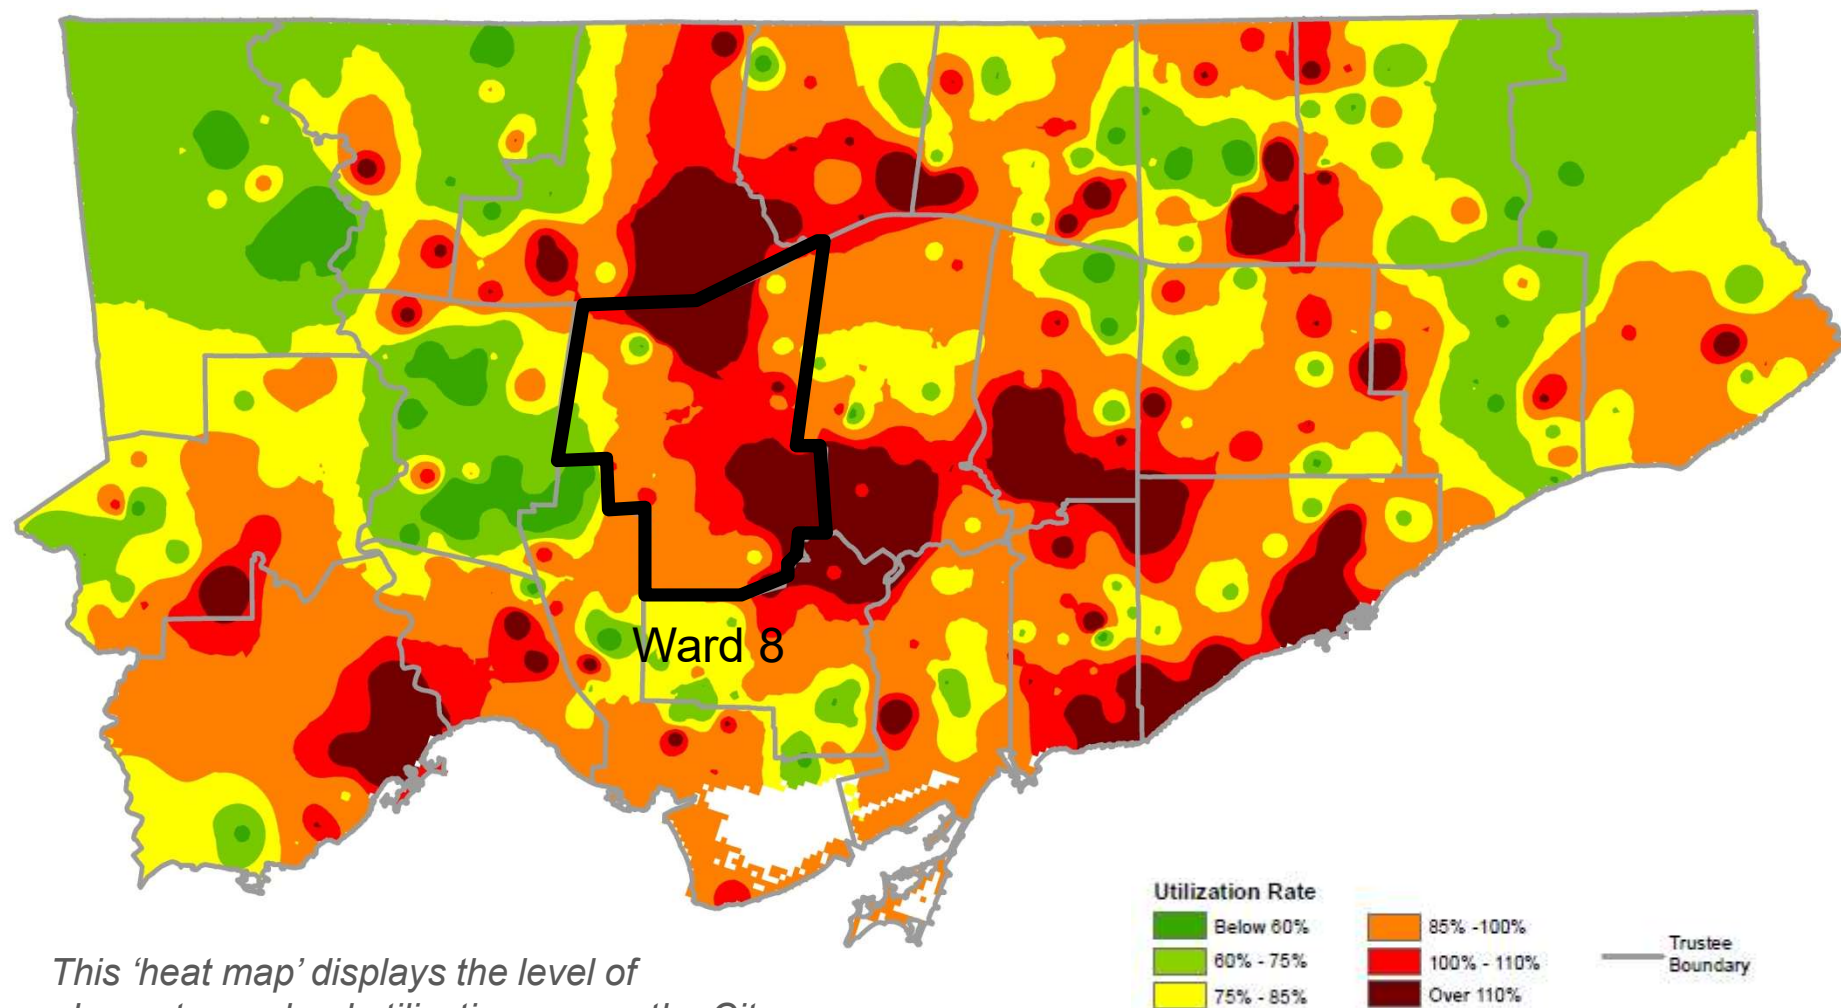 Ward 8
Utilization Rate
Below 60%
60% - 75%
75% - 85%
85% -100%
100% - 110%
Over 110%
Trustee
Boundary
This ‘heat map’ displays the level of